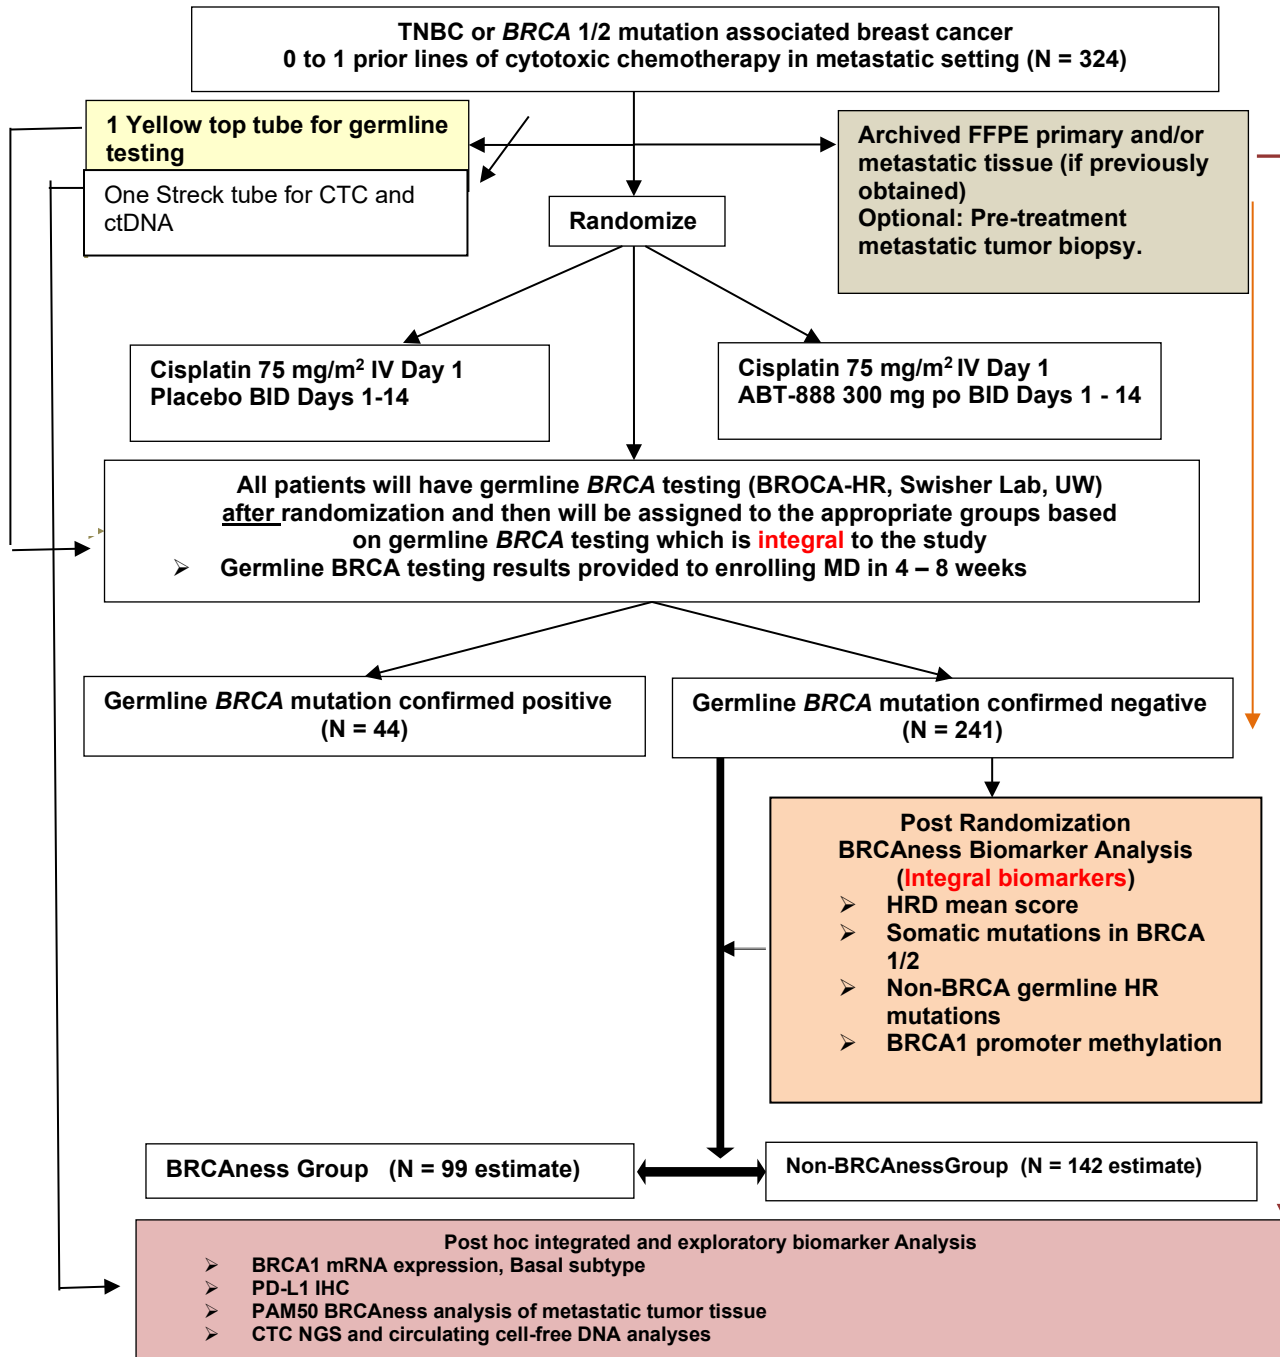 TNBC or BRCA 1/2 mutation associated breast cancer
0 to 1 prior lines of cytotoxic chemotherapy in metastatic setting (N = 324)
1 Yellow top tube for germline
testing
One Streck tube for CTC and
ctDNA
Archived FFPE primary and/or
metastatic tissue (if previously
obtained)
Optional: Pre-treatment
metastatic tumor biopsy.
Randomize
Cisplatin 75 mg/m² IV Day 1
Placebo BID Days 1-14
Cisplatin 75 mg/m² IV Day 1
ABT-888 300 mg po BID Days 1 - 14
All patients will have germline BRCA testing (BROCA-HR, Swisher Lab, UW)
after randomization and then will be assigned to the appropriate groups based
on germline BRCA testing which is integral to the study
➢ Germline BRCA testing results provided to enrolling MD in 4 – 8 weeks
Germline BRCA mutation confirmed positive
(N = 44)
Germline BRCA mutation confirmed negative
(N = 241)
Post Randomization
BRCAness Biomarker Analysis
(Integral biomarkers)
➢ HRD mean score
➢ Somatic mutations in BRCA
1/2
➢ Non-BRCA germline HR
mutations
➢ BRCA1 promoter methylation
BRCAness Group (N = 99 estimate)
Non-BRCAnessGroup (N = 142 estimate)
Post hoc integrated and exploratory biomarker Analysis
➢ BRCA1 mRNA expression, Basal subtype
➢ PD-L1 IHC
➢ PAM50 BRCAness analysis of metastatic tumor tissue
➢ CTC NGS and circulating cell-free DNA analyses